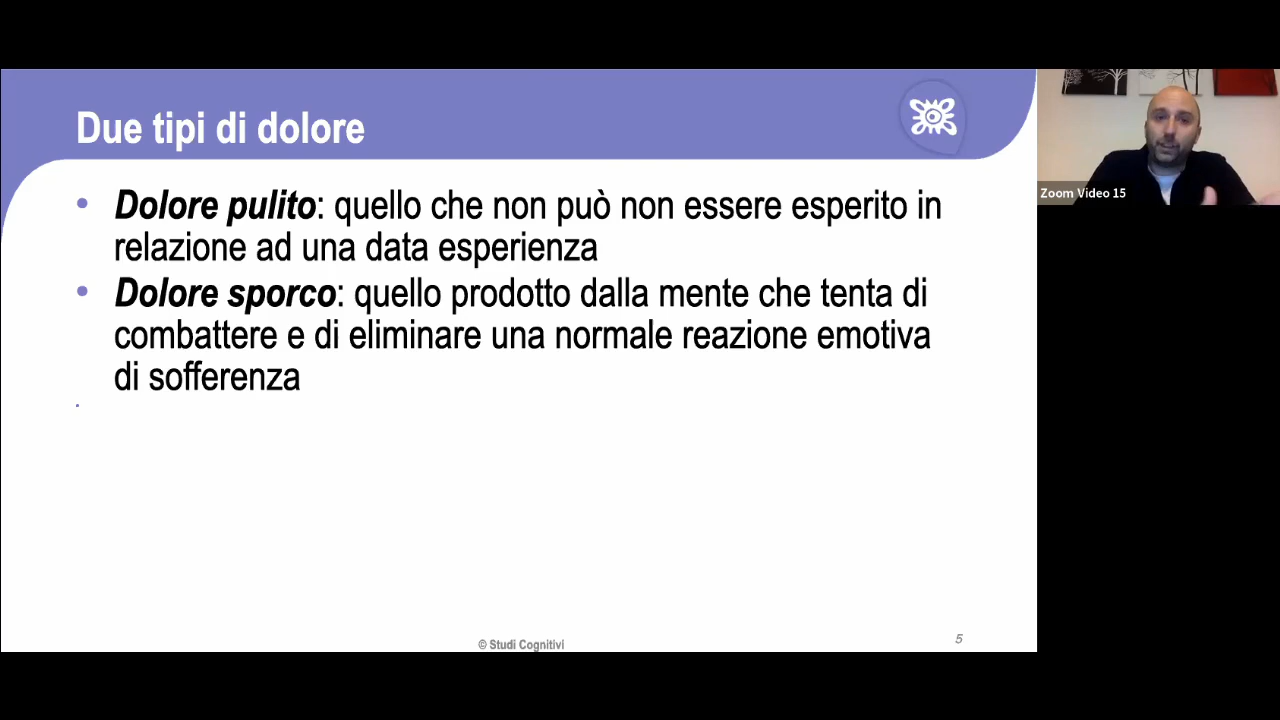 Due tipi di dolore
• Dolore pulito: quello che non può non essere esperito in
relazione ad una data esperienza
• Dolore sporco: quello prodotto dalla mente che tenta di
combattere e di eliminare una normale reazione emotiva
di sofferenza
Zoom Video 15
© Studi Cognitivi
5